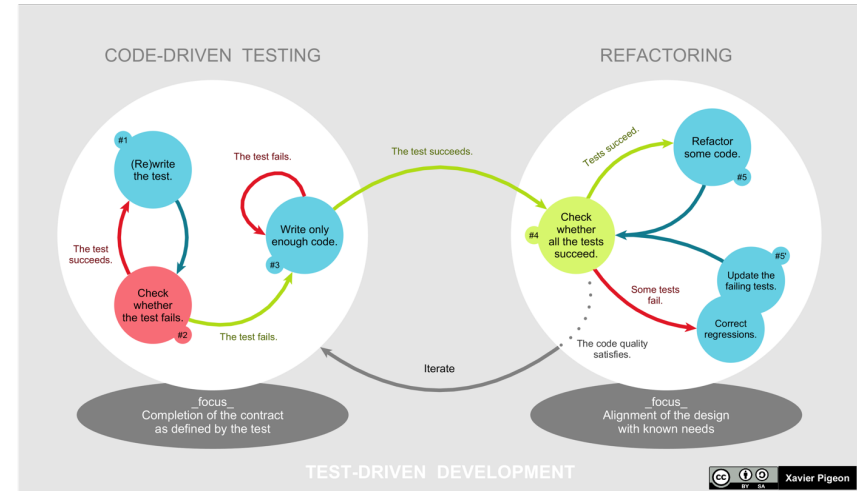 CODE-DRIVEN TESTING
REFACTORING
#1
(Re)write
the test.
The test fails.
The test succeeds.
Tests succeed.
Refactor
some code.
#5
The test
succeeds.
Write only
enough code.
#3
#4
Check
whether
all the tests
succeed.
#5'
Update the
failing tests.
Check
whether
the test fails.
#2
The test fails.
Some tests
fail.
Correct
regressions.
The code quality
satisfies.
Iterate
_focus_
Completion of the contract
as defined by the test
_focus_
Alignment of the design
with known needs
TEST-DRIVEN DEVELOPMENT
cc
BY SA
Xavier Pigeon